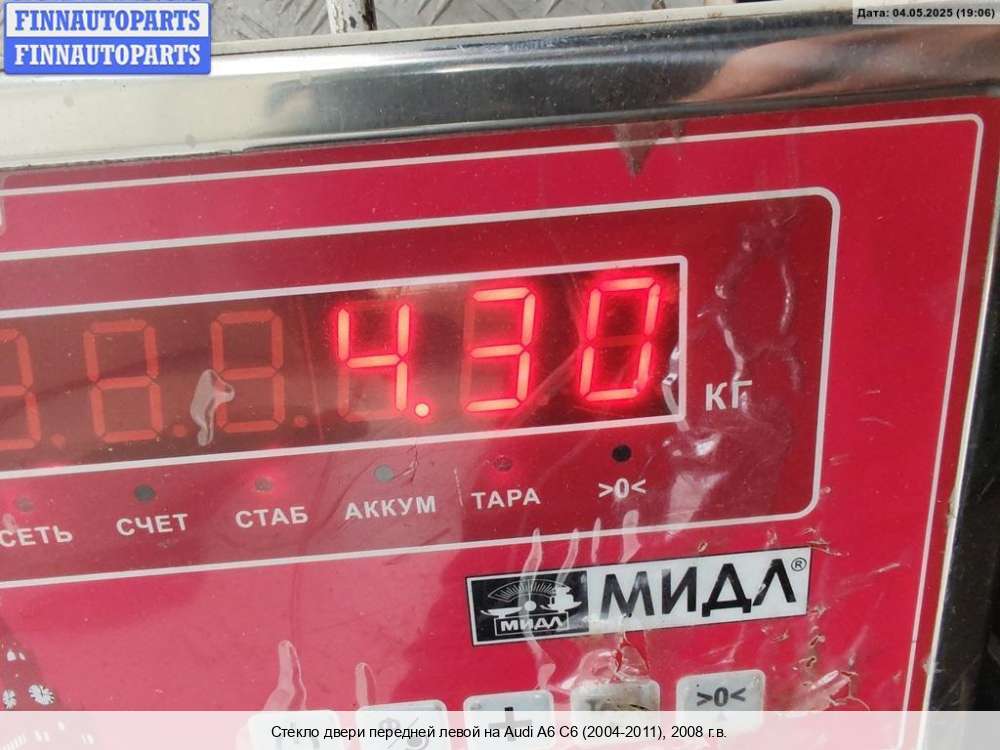 FINNAUTOPARTS
FINNAUTOPARTS
Дата: 04.05.2025 (19:06)
4.30
КГ
СЕТЬ СЧЕТ СТАБ АККУМ ТАРА >0<
МИДЛ МИДЛ®
>0<
Стекло двери передней левой на Audi A6 C6 (2004-2011), 2008 г.в.